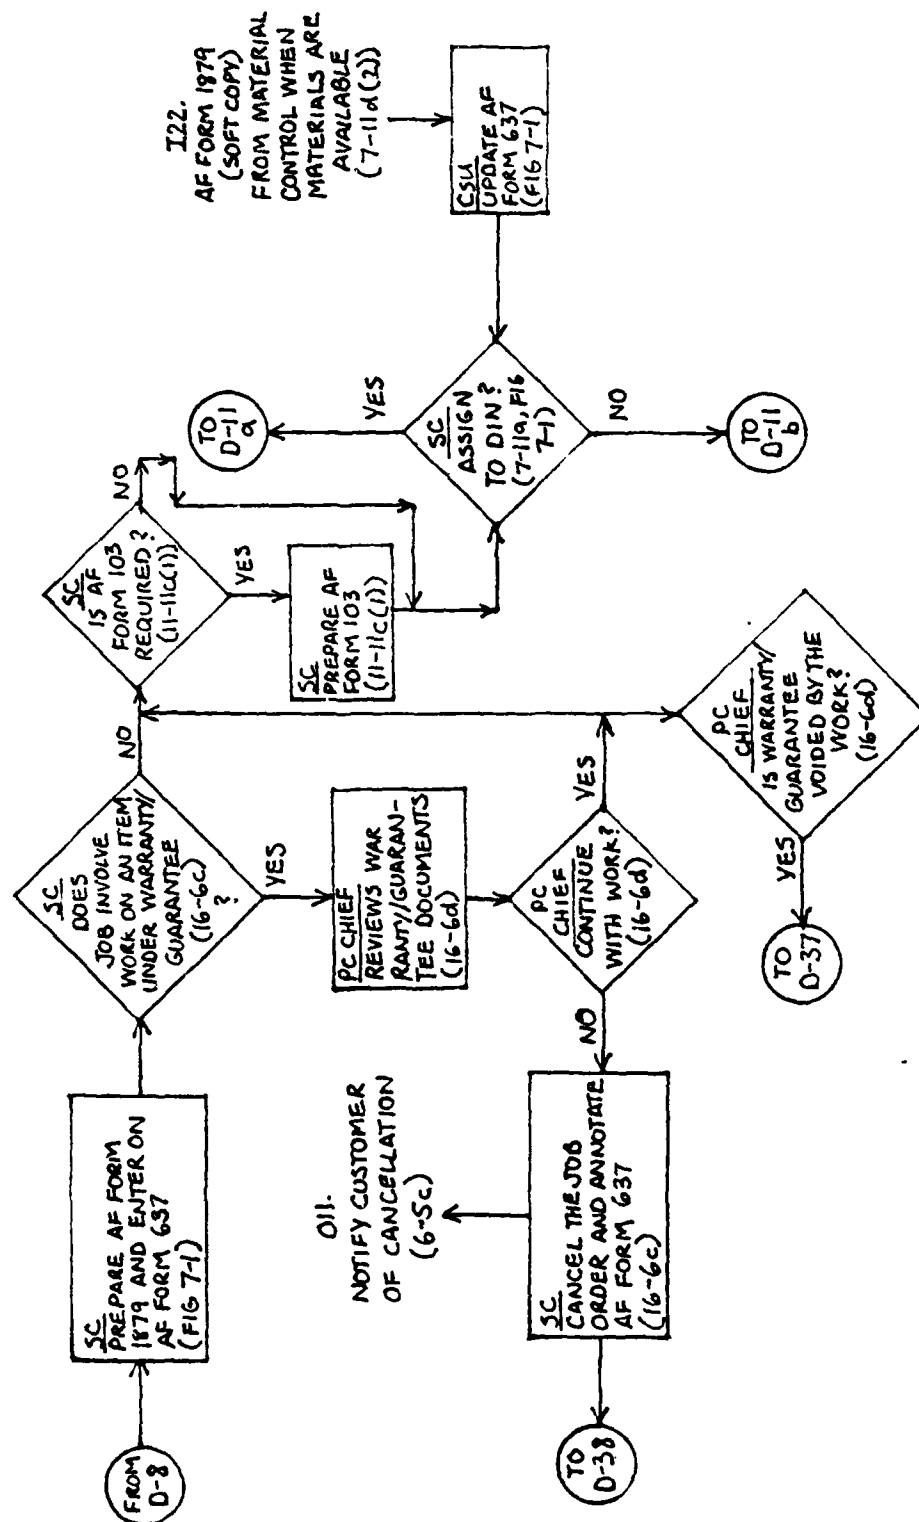 FROM
D-8
SC
PREPARE AF FORM
1879 AND ENTER ON
AF FORM 637
(FIG 7-1)
SC
DOES
JOB INVOLVE
WORK ON AN ITEM
UNDER WARRANTY/
GUARANTEE
(16-6c)
?
NO
YES
SC
IS AF
FORM 103
REQUIRED?
(11-11c(1))
NO
YES
SC
PREPARE AF
FORM 103
(11-11c(1))
I22.
AF FORM 1879
(SOFT COPY)
FROM MATERIAL
CONTROL WHEN
MATERIALS ARE
AVAILABLE
(7-11d(2))
CSU
UPDATE AF
FORM 637
(FIG 7-1)
TO
D-11
a
YES
SC
ASSIGN
TO DIN?
(7-11a, FIG
7-1)
NO
TO
D-11
b
PC CHIEF
REVIEWS WAR
RANTY/GUARAN-
TEE DOCUMENTS
(16-6d)
PC
CHIEF
CONTINUE
WITH WORK?
(16-6d)
YES
NO
O11.
NOTIFY CUSTOMER
OF CANCELLATION
(6-5c)
SC
CANCEL THE JOB
ORDER AND ANNOTATE
AF FORM 637
(16-6c)
TO
D-38
PC
CHIEF
IS WARRANTY/
GUARANTEE
VOIDED BY THE
WORK?
(16-6d)
YES
TO
D-37